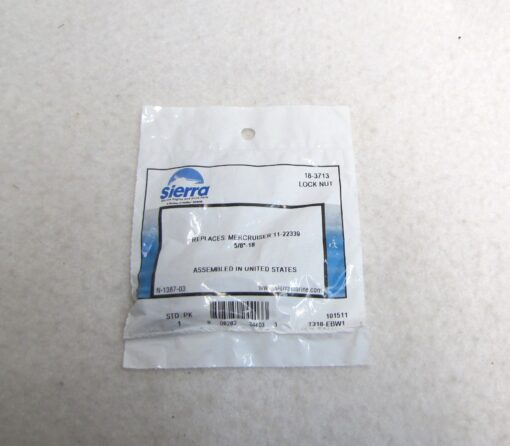 sierra
18-3713
LOCK NUT
REPLACES: MERCRUISER 11-22339
5/8"-18
ASSEMBLED IN UNITED STATES
N-1387-03
STD PK
1
101511
1318-EBW1